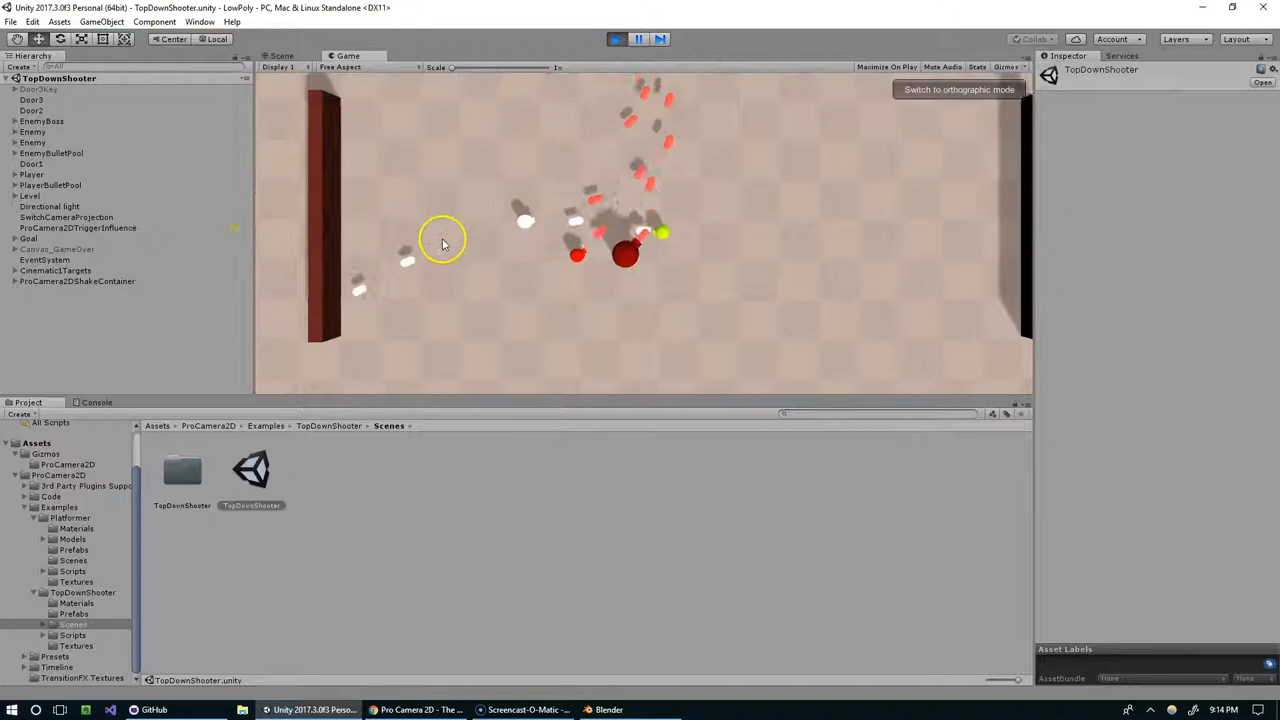 Unity 2017.3.0f3 Personal (64bit) - TopDownShooter.unity - LowPoly - PC, Mac & Linux Standalone <DX11>
File Edit Assets GameObject Component Window Help
Center Local Collab Account Layers Layout
Hierarchy Scene Game Inspector Services
Create All Display 1 Free Aspect Scale 1x Maximize On Play Mute Audio Stats Gizmos
TopDownShooter
TopDownShooter
Open
Door3Key
Door3
Door2
EnemyBoss
Enemy
Enemy
EnemyBulletPool
Door1
Player
PlayerBulletPool
Level
Directional light
SwitchCameraProjection
ProCamera2DTriggerInfluence
Goal
Canvas_GameOver
EventSystem
Cinematic1Targets
ProCamera2DShakeContainer
Switch to orthographic mode
Project Console
Create
All Scripts
Assets
Gizmos
ProCamera2D
ProCamera2D
3rd Party Plugins Suppo
Code
Examples
Platformer
Materials
Models
Prefabs
Scenes
Scripts
Textures
TopDownShooter
Materials
Prefabs
Scenes
Scripts
Textures
Presets
Timeline
TransitionFX Textures
Assets ProCamera2D Examples TopDownShooter Scenes
TopDownShooter TopDownShooter
TopDownShooter.unity
Asset Labels
AssetBundle None None
GitHub Unity 2017.3.0f3 Perso... Pro Camera 2D - The ... Screencast-O-Matic -... Blender 9:14 PM